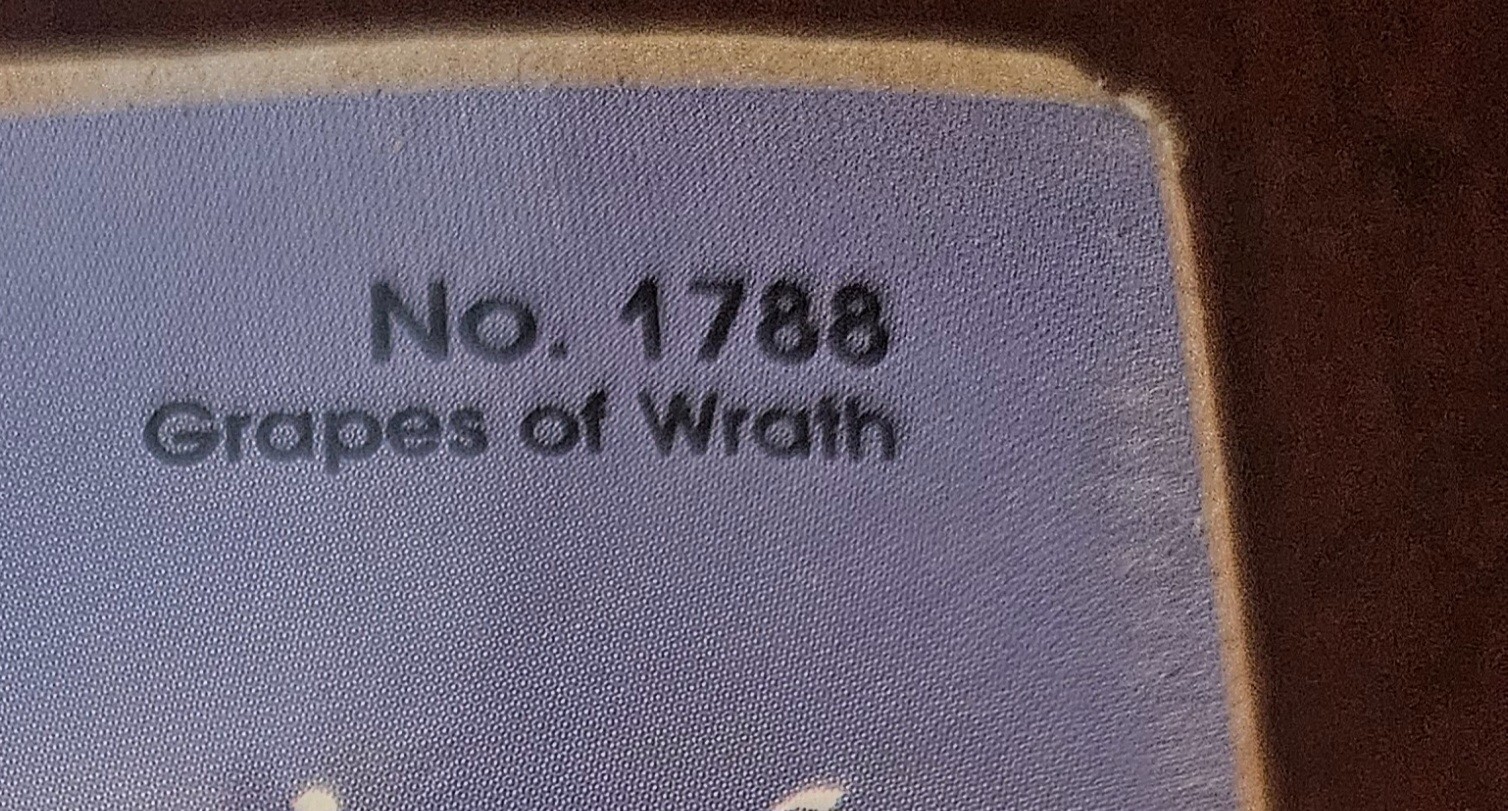 No. 1788
Grapes of Wrath